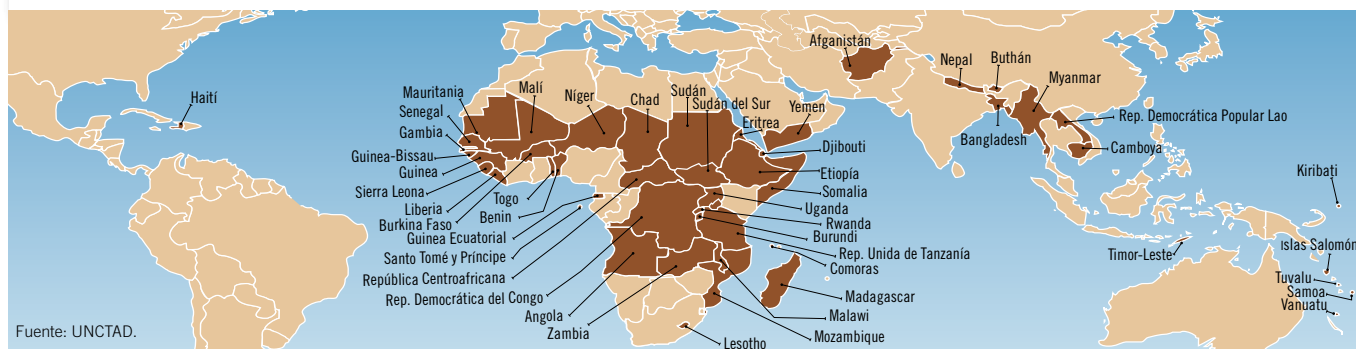 Haití
Mauritania
Senegal
Gambia
Guinea-Bissau
Guinea
Sierra Leona
Liberia
Burkina Faso
Togo
Benin
Guinea Ecuatorial
Santo Tomé y Príncipe
República Centroafricana
Rep. Democrática del Congo
Angola
Zambia
Malí
Níger
Chad
Sudán
Sudán del Sur
Yemen
Eritrea
Djibouti
Etiopía
Somalia
Uganda
Rwanda
Burundi
Rep. Unida de Tanzanía
Comoras
Madagascar
Malawi
Mozambique
Lesotho
Afganistán
Nepal
Buthán
Myanmar
Bangladesh
Rep. Democrática Popular Lao
Camboya
Kiribati
Timor-Leste
Islas Salomón
Tuvalu
Samoa
Vanuatu
Fuente: UNCTAD.